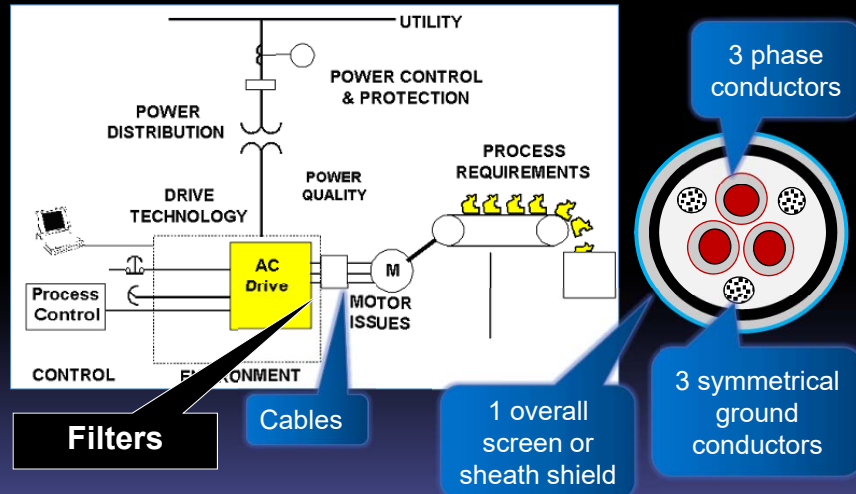 UTILITY
POWER CONTROL
& PROTECTION
POWER
DISTRIBUTION
POWER
QUALITY
PROCESS
REQUIREMENTS
DRIVE
TECHNOLOGY
AC
Drive
M
MOTOR
ISSUES
Process
Control
CONTROL
ENVIRONMENT
Filters
Cables
3 phase
conductors
1 overall
screen or
sheath shield
3 symmetrical
ground
conductors